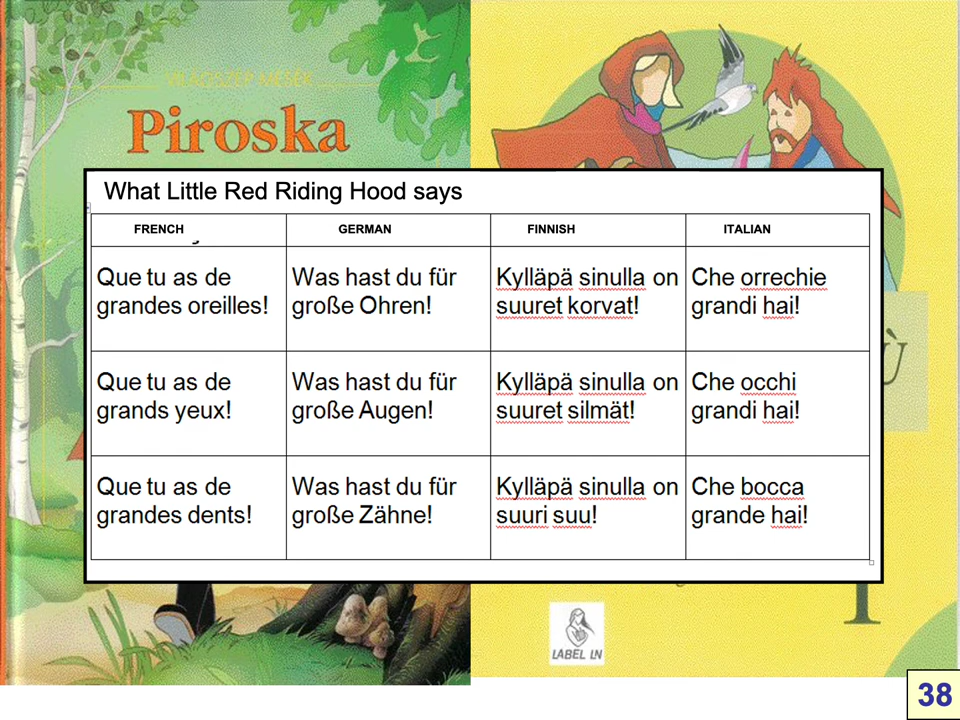 VILÁGSZÉP MESÉK
Piroska
What Little Red Riding Hood says
FRENCH GERMAN FINNISH ITALIAN
Que tu as de
grandes oreilles!
Was hast du für
große Ohren!
Kylläpä sinulla on
suuret korvat!
Che orrechie
grandi hai!
Que tu as de
grands yeux!
Was hast du für
große Augen!
Kylläpä sinulla on
suuret silmät!
Che occhi
grandi hai!
Que tu as de
grandes dents!
Was hast du für
große Zähne!
Kylläpä sinulla on
suuri suu!
Che bocca
grande hai!
Ù
1
LABEL LN
38